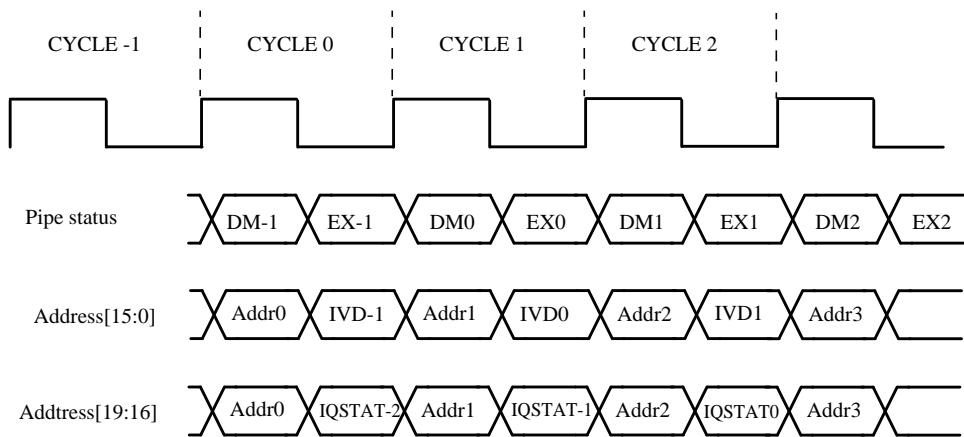 CYCLE -1 CYCLE 0 CYCLE 1 CYCLE 2
Pipe status DM-1 EX-1 DM0 EX0 DM1 EX1 DM2 EX2
Address[15:0] Addr0 IVD-1 Addr1 IVD0 Addr2 IVD1 Addr3
Addtress[19:16] Addr0 IQSTAT-2 Addr1 IQSTAT-1 Addr2 IQSTAT0 Addr3